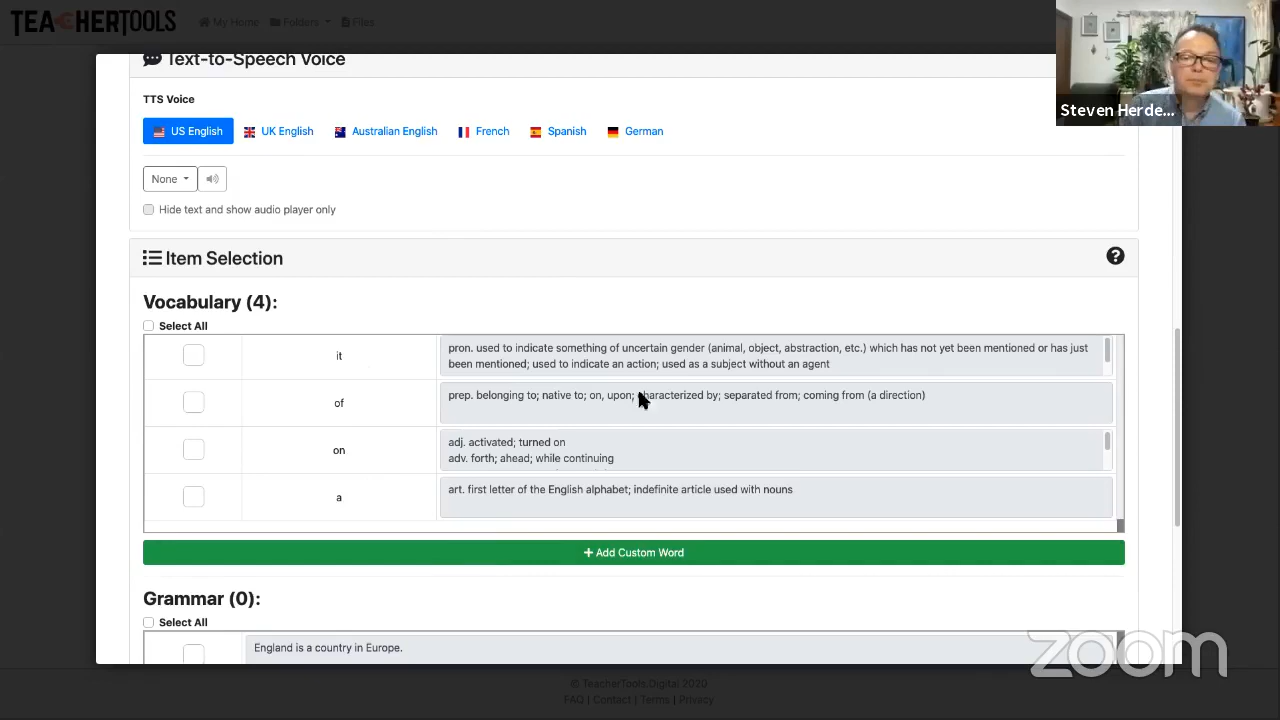 TEACHERTOOLS
My Home Folders Files
Steven Herde...
Text-to-Speech Voice
TTS Voice
US English UK English Australian English French Spanish German
None
Hide text and show audio player only
Item Selection
Vocabulary (4):
Select All
it
pron. used to indicate something of uncertain gender (animal, object, abstraction, etc.) which has not yet been mentioned or has just
been mentioned; used to indicate an action; used as a subject without an agent
of
prep. belonging to; native to; on, upon; characterized by; separated from; coming from (a direction)
on
adj. activated; turned on
adv. forth; ahead; while continuing
a
art. first letter of the English alphabet; indefinite article used with nouns
+ Add Custom Word
Grammar (0):
Select All
England is a country in Europe.
zoom
© TeacherTools.Digital 2020
FAQ | Contact | Terms | Privacy